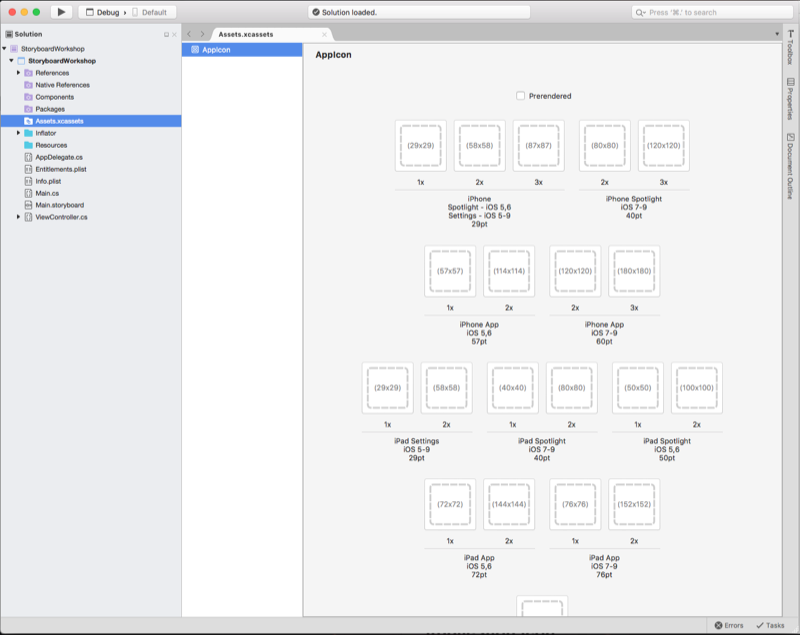 Debug › Default
Solution loaded.
Press '⌘.' to search
Solution
Assets.xcassets
StoryboardWorkshop
StoryboardWorkshop
References
Native References
Components
Packages
Assets.xcassets
Inflator
Resources
AppDelegate.cs
Entitlements.plist
Info.plist
Main.cs
Main.storyboard
ViewController.cs
AppIcon
AppIcon
Prerendered
(29x29) (58x58) (87x87) (80x80) (120x120)
1x 2x 3x 2x 3x
iPhone
Spotlight - iOS 5,6
Settings - iOS 5-9
29pt
iPhone Spotlight
iOS 7-9
40pt
(57x57) (114x114) (120x120) (180x180)
1x 2x 2x 3x
iPhone App
iOS 5,6
57pt
iPhone App
iOS 7-9
60pt
(29x29) (58x58) (40x40) (80x80) (50x50) (100x100)
1x 2x 1x 2x 1x 2x
iPad Settings
iOS 5-9
29pt
iPad Spotlight
iOS 7-9
40pt
iPad Spotlight
iOS 5,6
50pt
(72x72) (144x144) (76x76) (152x152)
1x 2x 1x 2x
iPad App
iOS 5,6
72pt
iPad App
iOS 7-9
76pt
Toolbox
Properties
Document Outline
Errors
Tasks